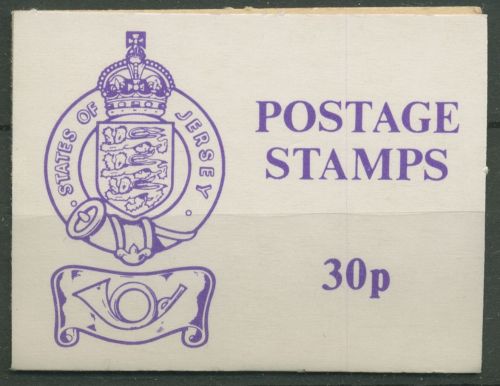 STATES OF JERSEY
POSTAGE
STAMPS
30p